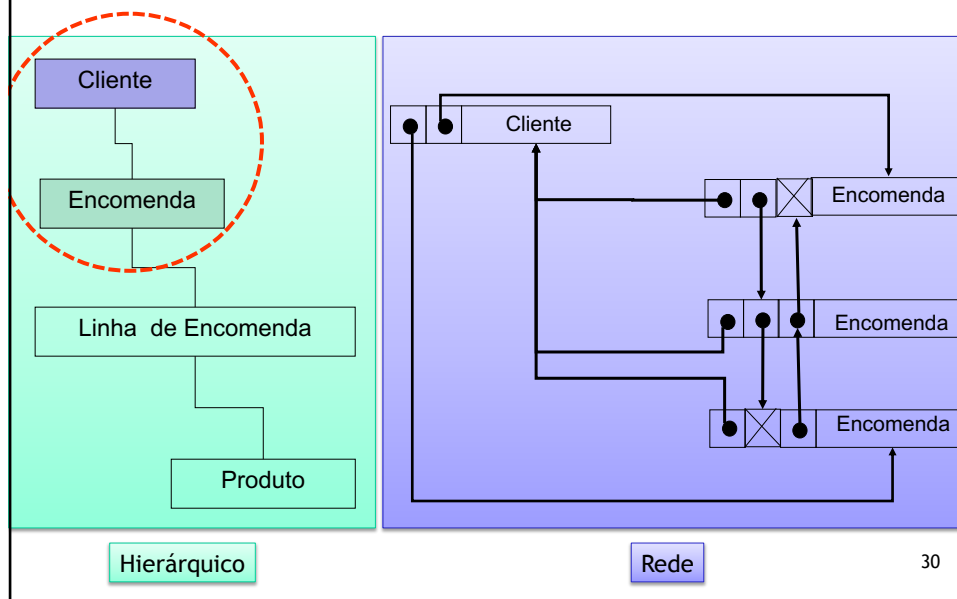 Cliente
Encomenda
Linha de Encomenda
Produto
Hierárquico
Cliente
Encomenda
Encomenda
Encomenda
Rede
30